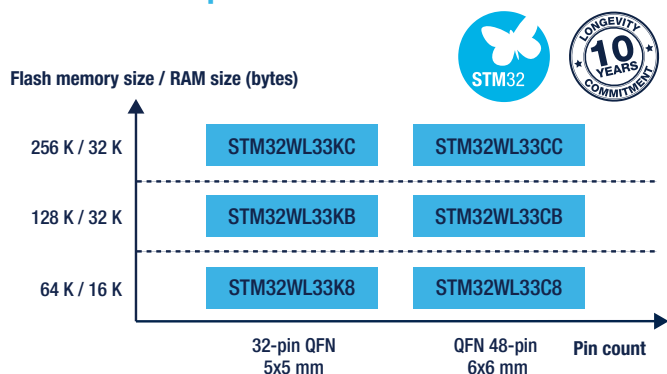 STM32
LONGEVITY
10
YEARS
COMMITMENT
Flash memory size / RAM size (bytes)
256 K / 32 K
STM32WL33KC
STM32WL33CC
128 K / 32 K
STM32WL33KB
STM32WL33CB
64 K / 16 K
STM32WL33K8
STM32WL33C8
32-pin QFN
5x5 mm
QFN 48-pin
6x6 mm
Pin count